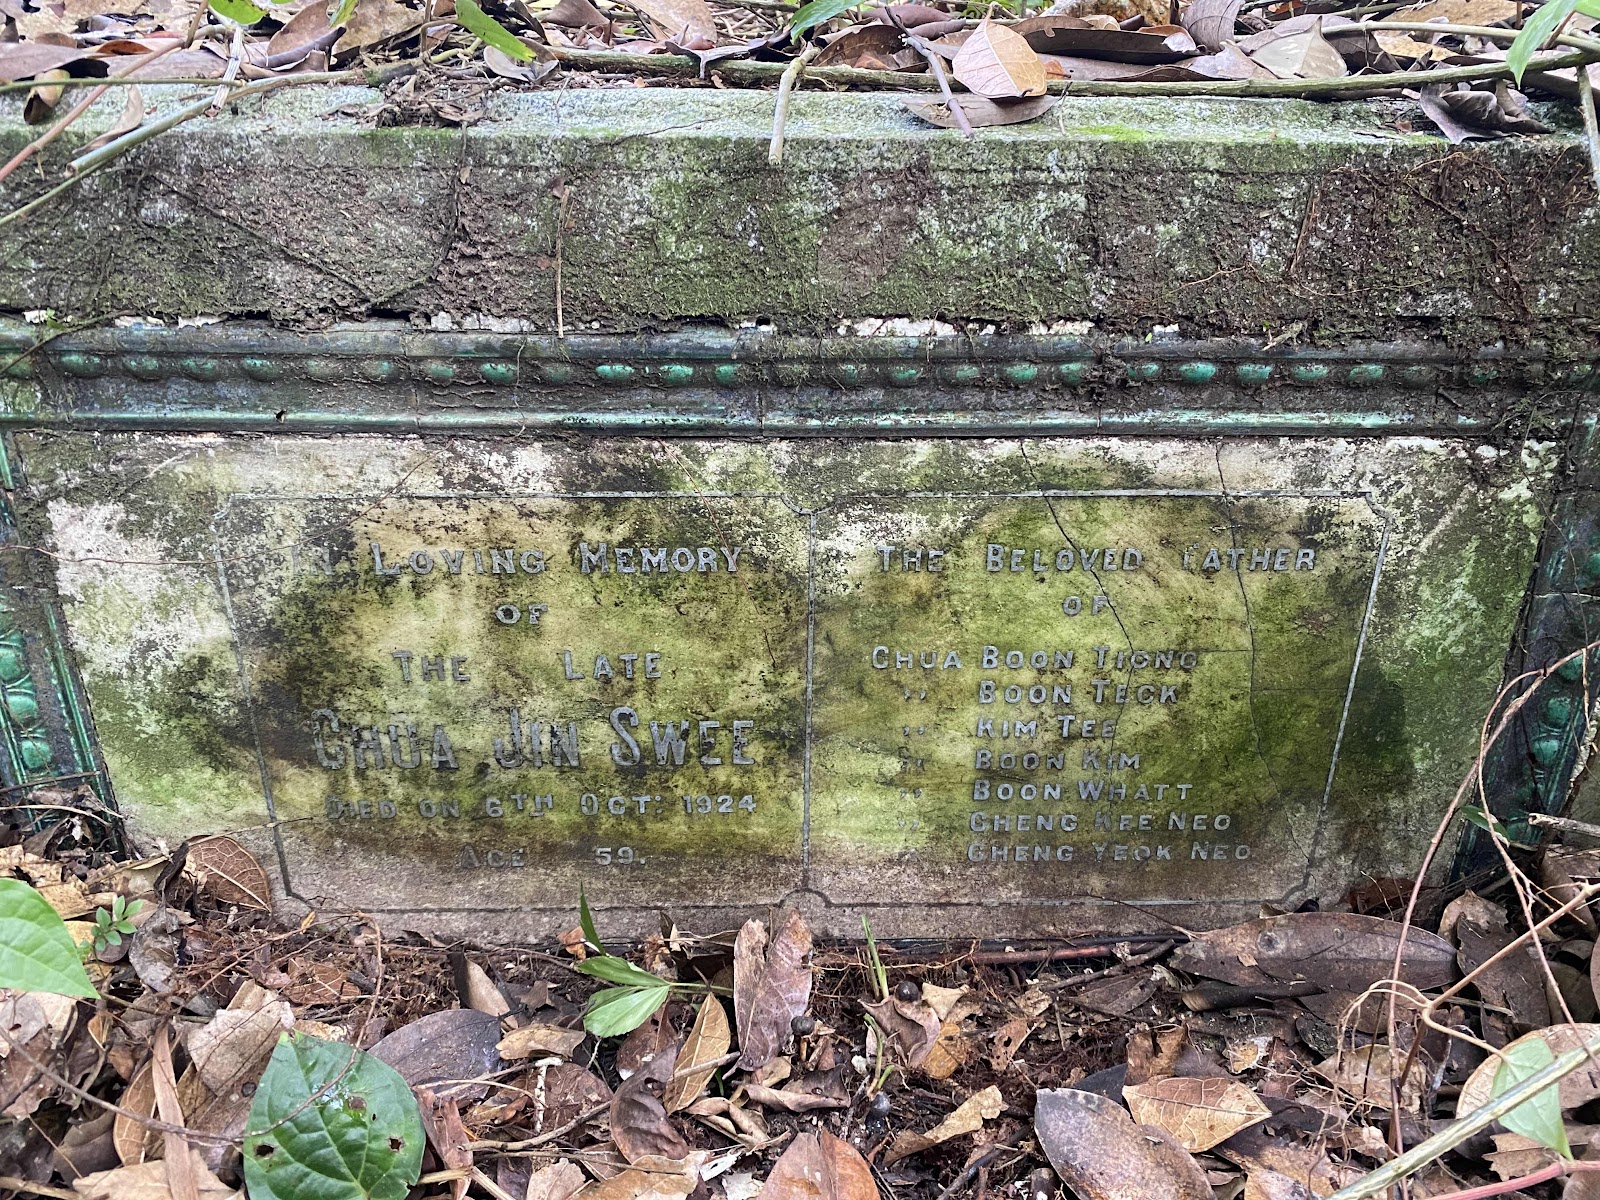 In Loving Memory
of
The Late
Chua Jin Swee
Died on 6th Oct: 1924
Age 59.
The Beloved Father
of
Chua Boon Tiong
,, Boon Teck
,, Kim Tee
,, Boon Kim
,, Boon Whatt
,, Cheng Kee Neo
,, Cheng Yeok Neo